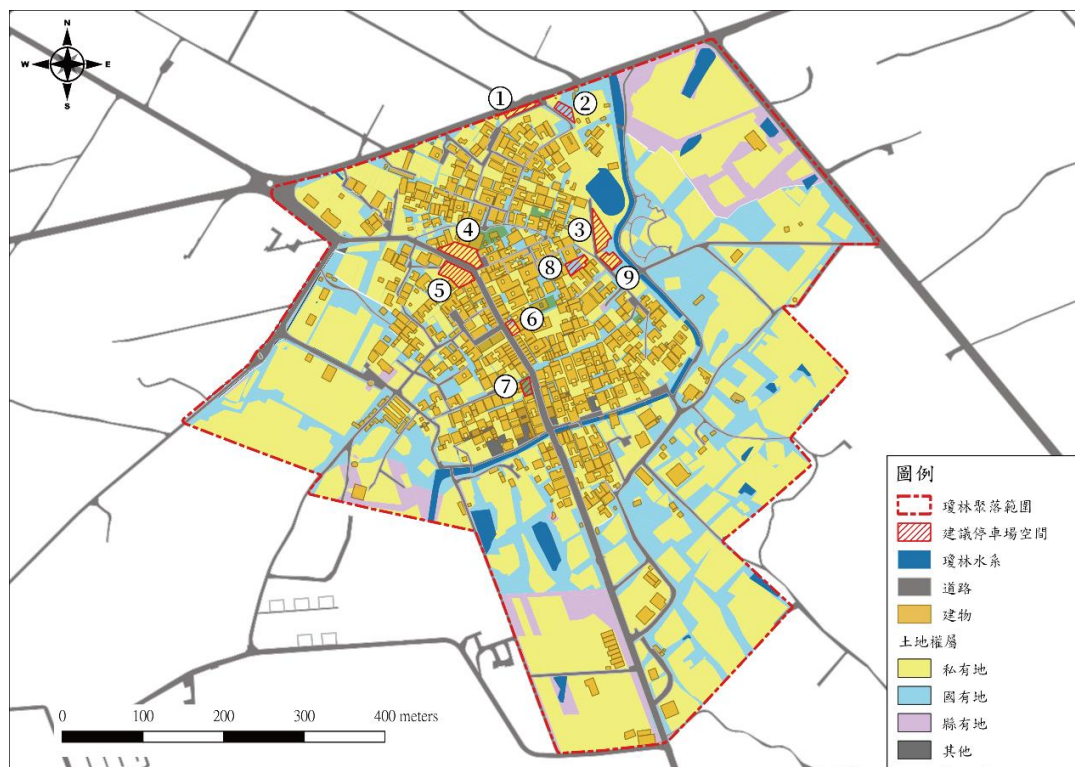 N
W
E
S
①
②
③
④
⑤
⑥
⑦
⑧
⑨
圖例
瓊林聚落範圍
建議停車場空間
瓊林水系
道路
建物
土地權屬
私有地
國有地
縣有地
其他
0 100 200 300 400 meters